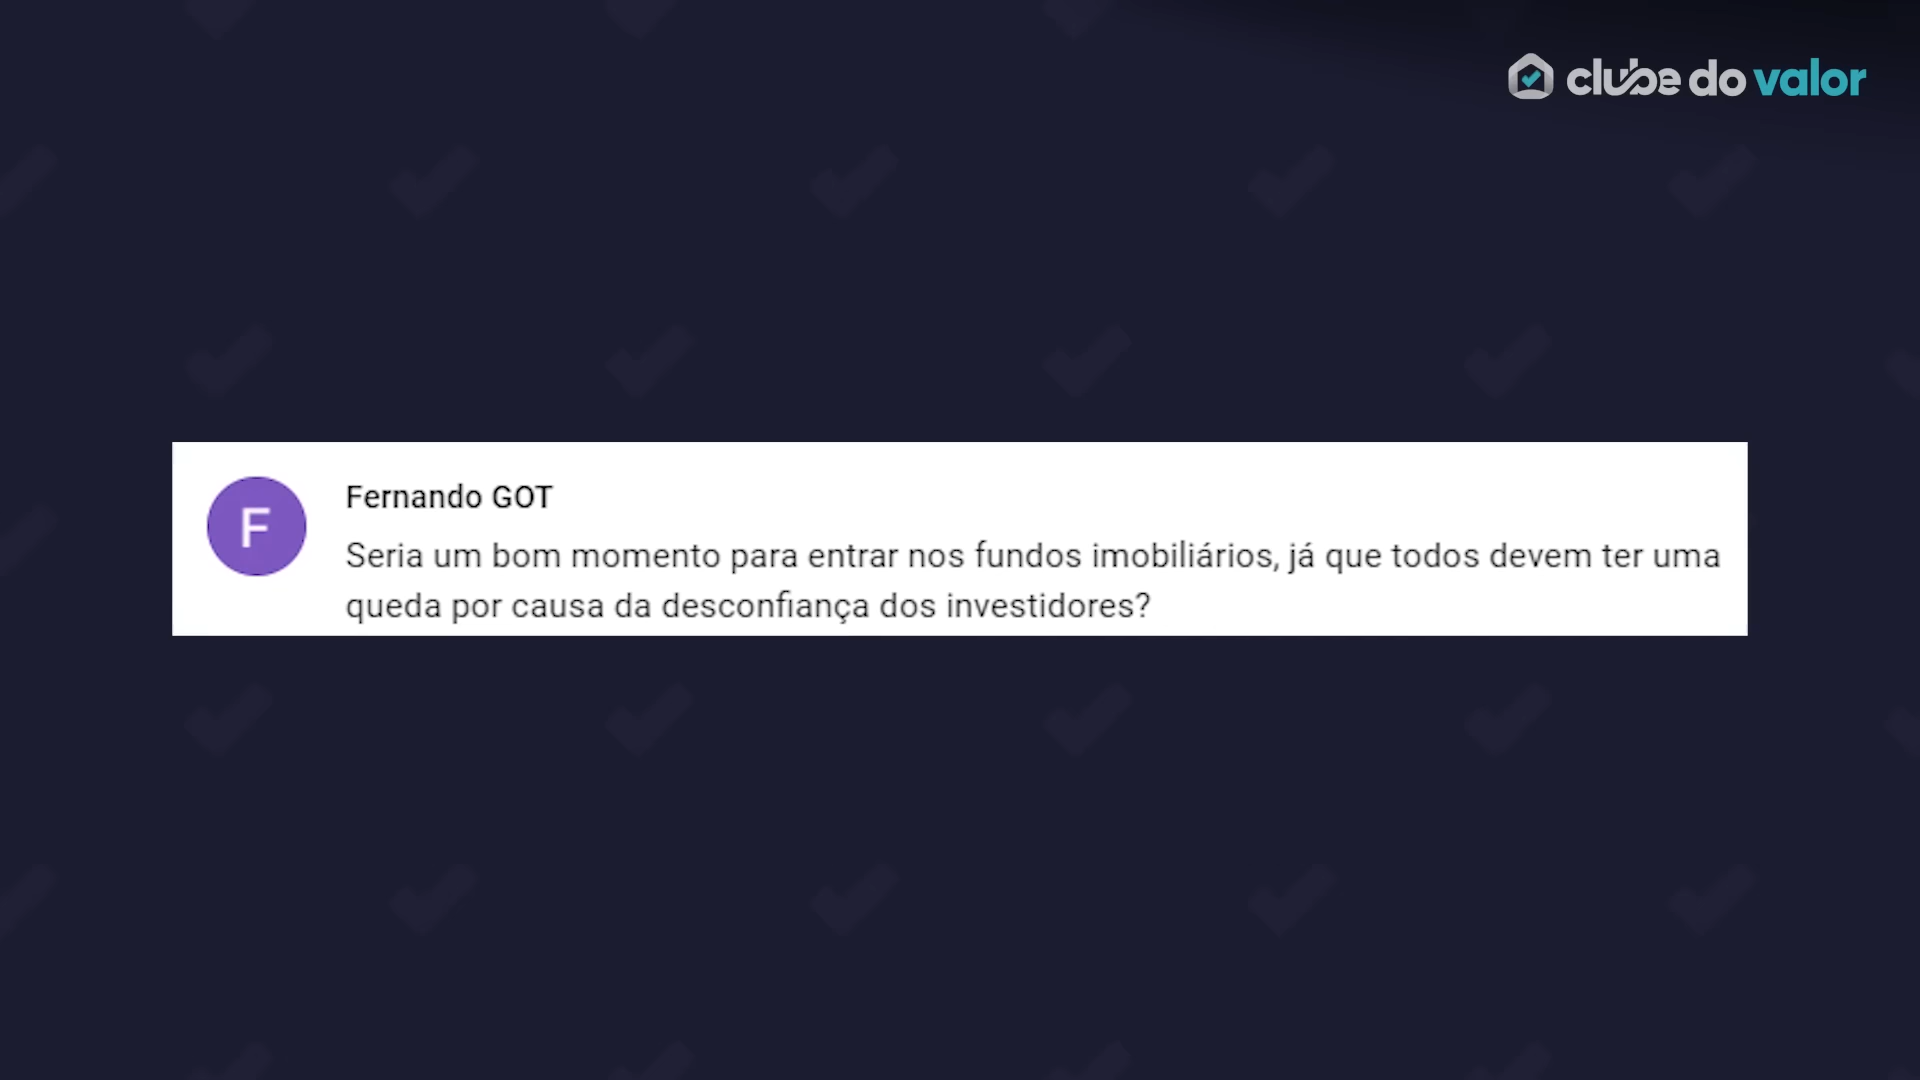 clube do valor
F
Fernando GOT
Seria um bom momento para entrar nos fundos imobiliários, já que todos devem ter uma
queda por causa da desconfiança dos investidores?